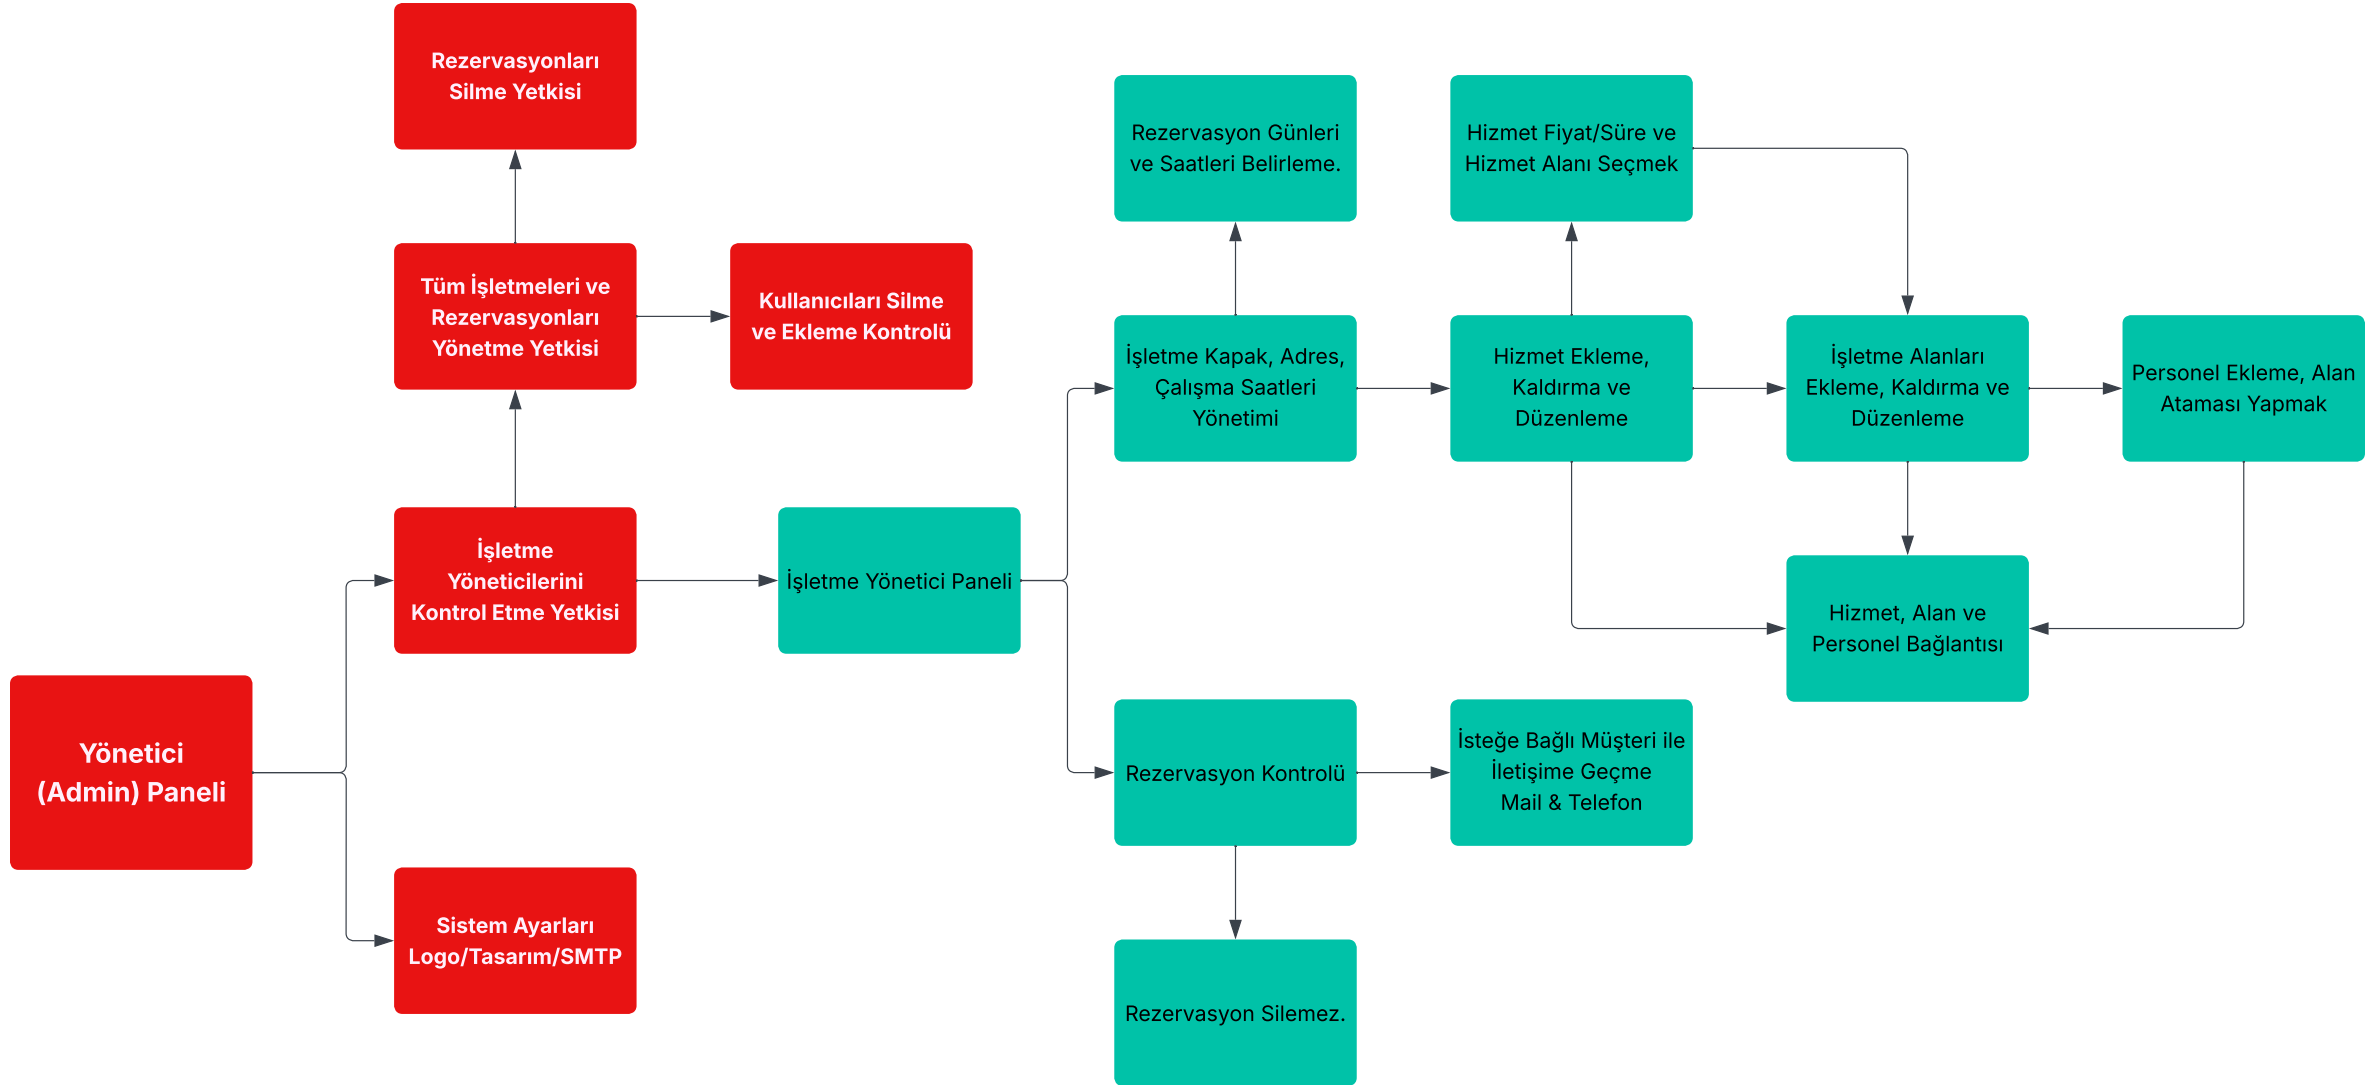 Rezervasyonları
Silme Yetkisi
Rezervasyon Günleri
ve Saatleri Belirleme.
Hizmet Fiyat/Süre ve
Hizmet Alanı Seçmek
Tüm İşletmeleri ve
Rezervasyonları
Yönetme Yetkisi
Kullanıcıları Silme
ve Ekleme Kontrolü
İşletme Kapak, Adres,
Çalışma Saatleri
Yönetimi
Hizmet Ekleme,
Kaldırma ve
Düzenleme
İşletme Alanları
Ekleme, Kaldırma ve
Düzenleme
Personel Ekleme, Alan
Ataması Yapmak
İşletme
Yöneticilerini
Kontrol Etme Yetkisi
İşletme Yönetici Paneli
Hizmet, Alan ve
Personel Bağlantısı
Yönetici
(Admin) Paneli
Rezervasyon Kontrolü
İsteğe Bağlı Müşteri ile
İletişime Geçme
Mail & Telefon
Sistem Ayarları
Logo/Tasarım/SMTP
Rezervasyon Silemez.